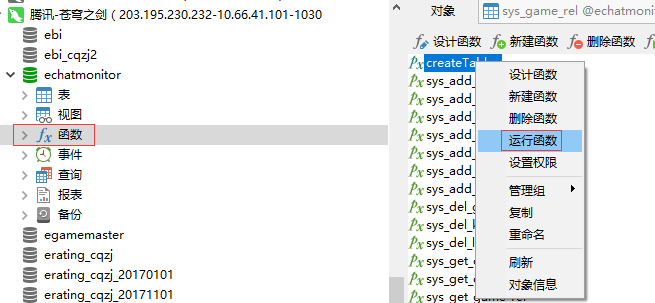 腾讯-苍穹之剑（203.195.230.232-10.66.41.101-1030
ebi
ebi_cqzj2
echatmonitor
表
视图
函数
事件
查询
报表
备份
egamemaster
erating_cqzj
erating_cqzj_20170101
erating_cqzj_20171101
对象
sys_game_rel @echatmonitor
设计函数
新建函数
删除函数
createTabl
sys_add_
sys_add_
sys_add_
sys_add_
sys_add_
sys_add_
sys_add_
sys_del_
sys_del_
sys_del_
sys_get_
sys_get_
sys_get_game_rel
设计函数
新建函数
删除函数
运行函数
设置权限
管理组
复制
重命名
刷新
对象信息